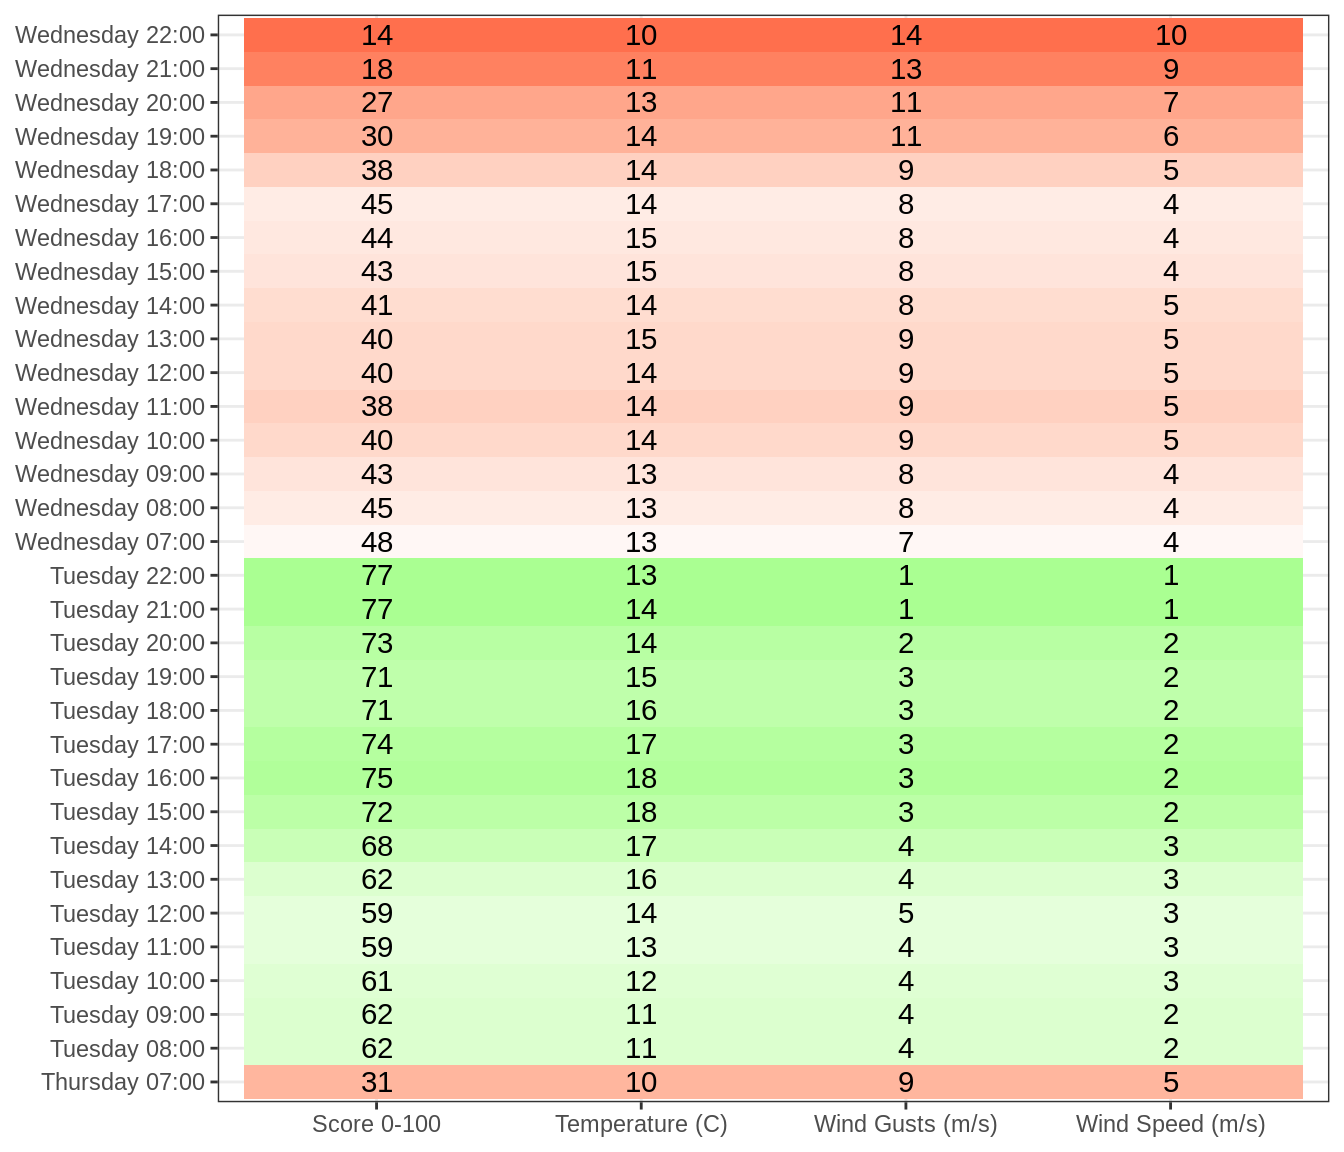 Wednesday 22:00 14 10 14 10
Wednesday 21:00 18 11 13 9
Wednesday 20:00 27 13 11 7
Wednesday 19:00 30 14 11 6
Wednesday 18:00 38 14 9 5
Wednesday 17:00 45 14 8 4
Wednesday 16:00 44 15 8 4
Wednesday 15:00 43 15 8 4
Wednesday 14:00 41 14 8 5
Wednesday 13:00 40 15 9 5
Wednesday 12:00 40 14 9 5
Wednesday 11:00 38 14 9 5
Wednesday 10:00 40 14 9 5
Wednesday 09:00 43 13 8 4
Wednesday 08:00 45 13 8 4
Wednesday 07:00 48 13 7 4
Tuesday 22:00 77 13 1 1
Tuesday 21:00 77 14 1 1
Tuesday 20:00 73 14 2 2
Tuesday 19:00 71 15 3 2
Tuesday 18:00 71 16 3 2
Tuesday 17:00 74 17 3 2
Tuesday 16:00 75 18 3 2
Tuesday 15:00 72 18 3 2
Tuesday 14:00 68 17 4 3
Tuesday 13:00 62 16 4 3
Tuesday 12:00 59 14 5 3
Tuesday 11:00 59 13 4 3
Tuesday 10:00 61 12 4 3
Tuesday 09:00 62 11 4 2
Tuesday 08:00 62 11 4 2
Thursday 07:00 31 10 9 5
Score 0-100 Temperature (C) Wind Gusts (m/s) Wind Speed (m/s)